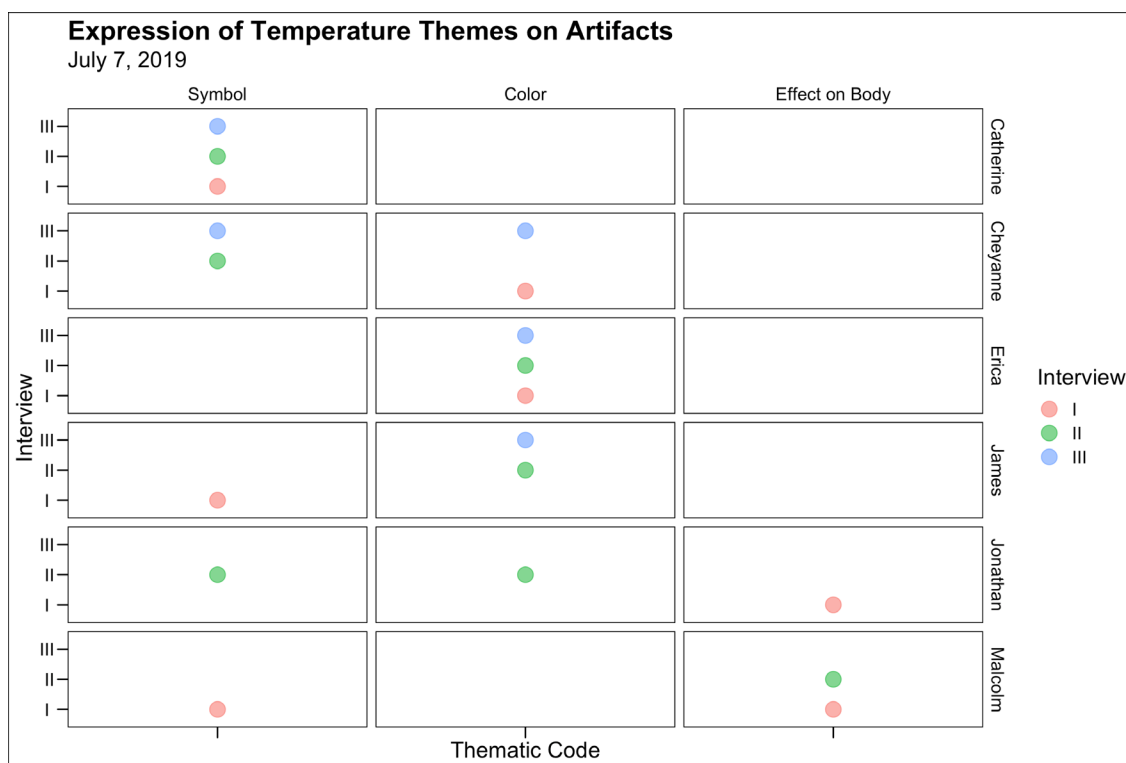 Expression of Temperature Themes on Artifacts
July 7, 2019
Symbol Color Effect on Body
III
II
I
Catherine
III
II
I
Cheyanne
III
II
I
Erica
III
II
I
James
III
II
I
Jonathan
III
II
I
Malcolm
Interview
Thematic Code
Interview
I
II
III